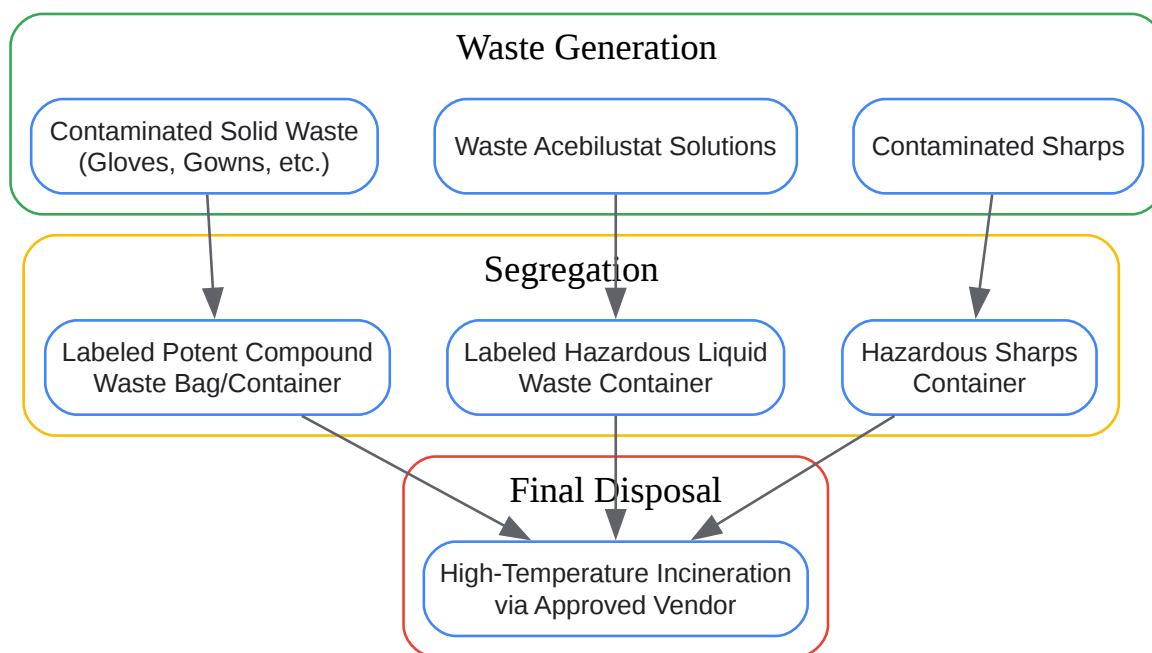 Waste Generation
Contaminated Solid Waste
(Gloves, Gowns, etc.)
Waste Acebilustat Solutions
Contaminated Sharps
Segregation
Labeled Potent Compound
Waste Bag/Container
Labeled Hazardous Liquid
Waste Container
Hazardous Sharps
Container
Final Disposal
High-Temperature Incineration
via Approved Vendor